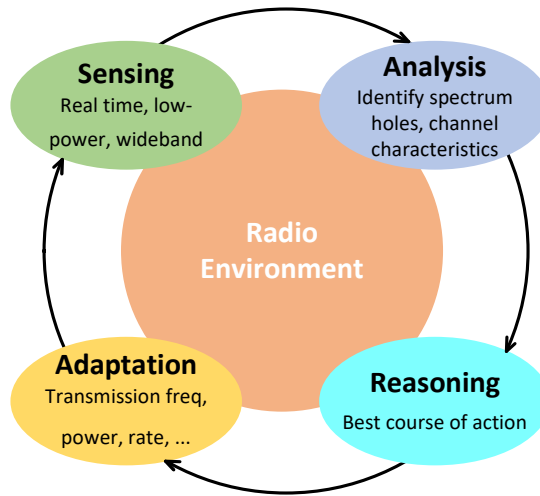 Sensing
Real time, low-
power, wideband
Analysis
Identify spectrum
holes, channel
characteristics
Radio
Environment
Adaptation
Transmission freq,
power, rate, ...
Reasoning
Best course of action